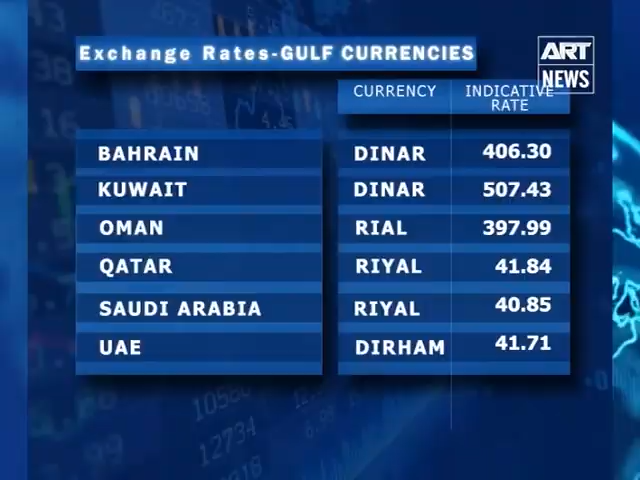 Exchange Rates-GULF CURRENCIES
ART
NEWS
CURRENCY INDICATIVE
RATE
BAHRAIN DINAR 406.30
KUWAIT DINAR 507.43
OMAN RIAL 397.99
QATAR RIYAL 41.84
SAUDI ARABIA RIYAL 40.85
UAE DIRHAM 41.71
12734